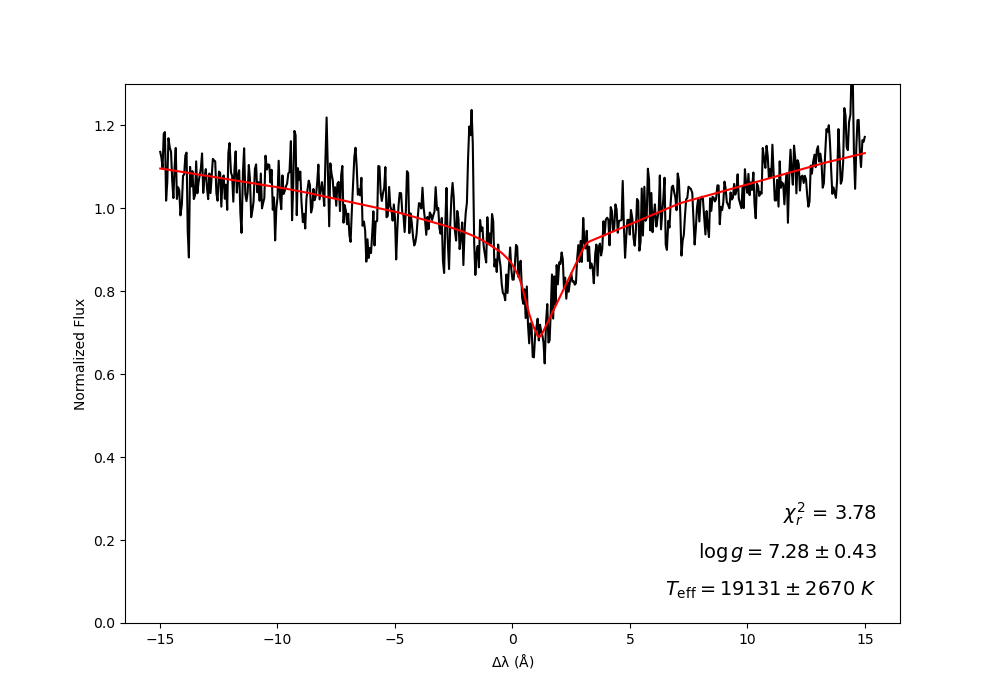 1.2
1.0
0.8
0.6
0.4
0.2
0.0
Normalized Flux
χ²ᵣ = 3.78
log g = 7.28 ± 0.43
T_eff = 19131 ± 2670 K
−15 −10 −5 0 5 10 15
Δλ (Å)